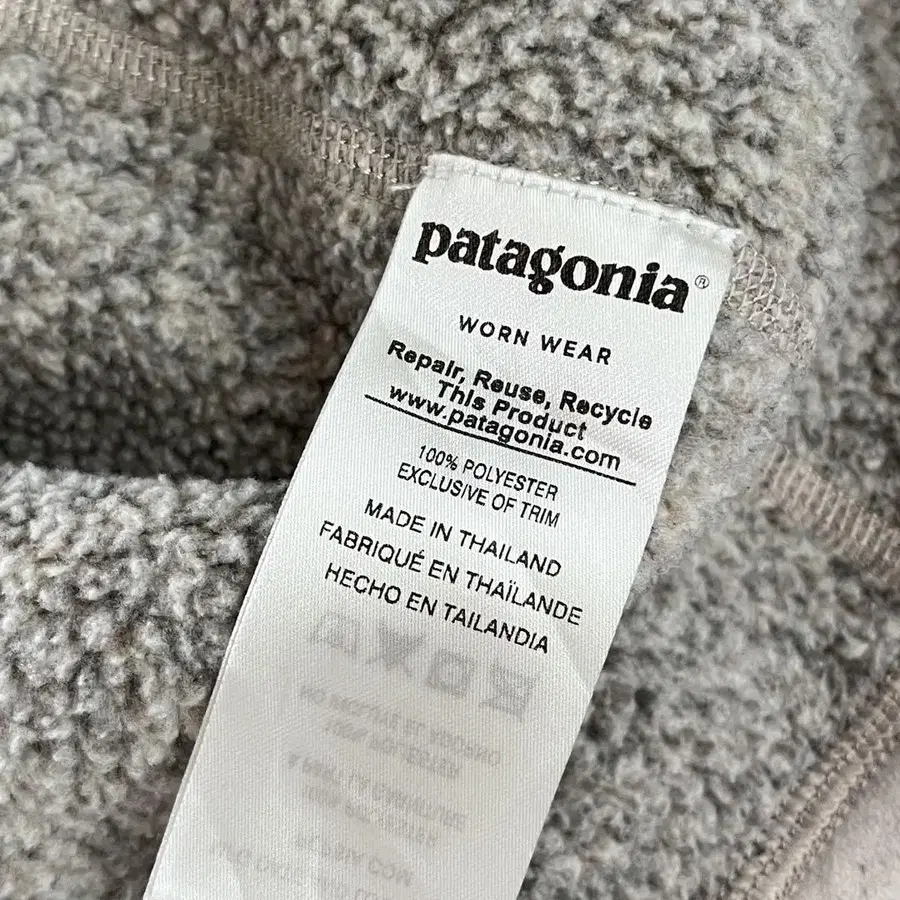 patagonia®
WORN WEAR
Repair, Reuse, Recycle
This Product
www.patagonia.com
100% POLYESTER
EXCLUSIVE OF TRIM
MADE IN THAILAND
FABRIQUÉ EN THAÏLANDE
HECHO EN TAILANDIA